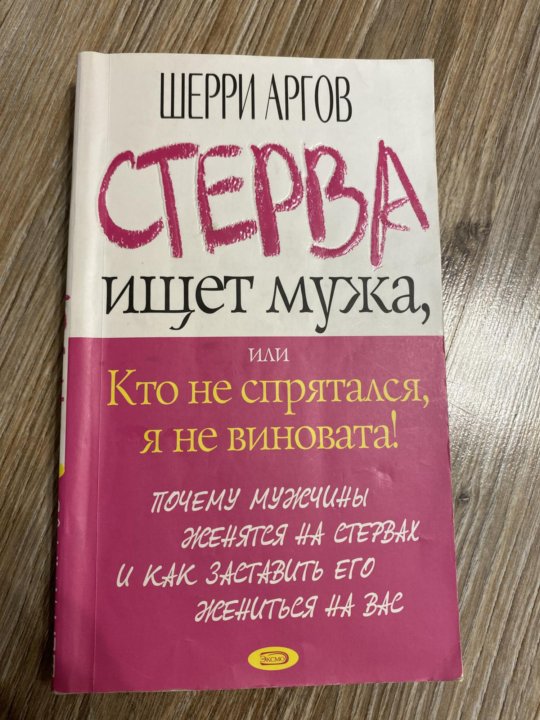 ШЕРРИ АРГОВ
СТЕРВА
ищет мужа,
или
Кто не спрятался,
я не виновата!
ПОЧЕМУ МУЖЧИНЫ
ЖЕНЯТСЯ НА СТЕРВАХ
И КАК ЗАСТАВИТЬ ЕГО
ЖЕНИТЬСЯ НА ВАС
ЭКСМО